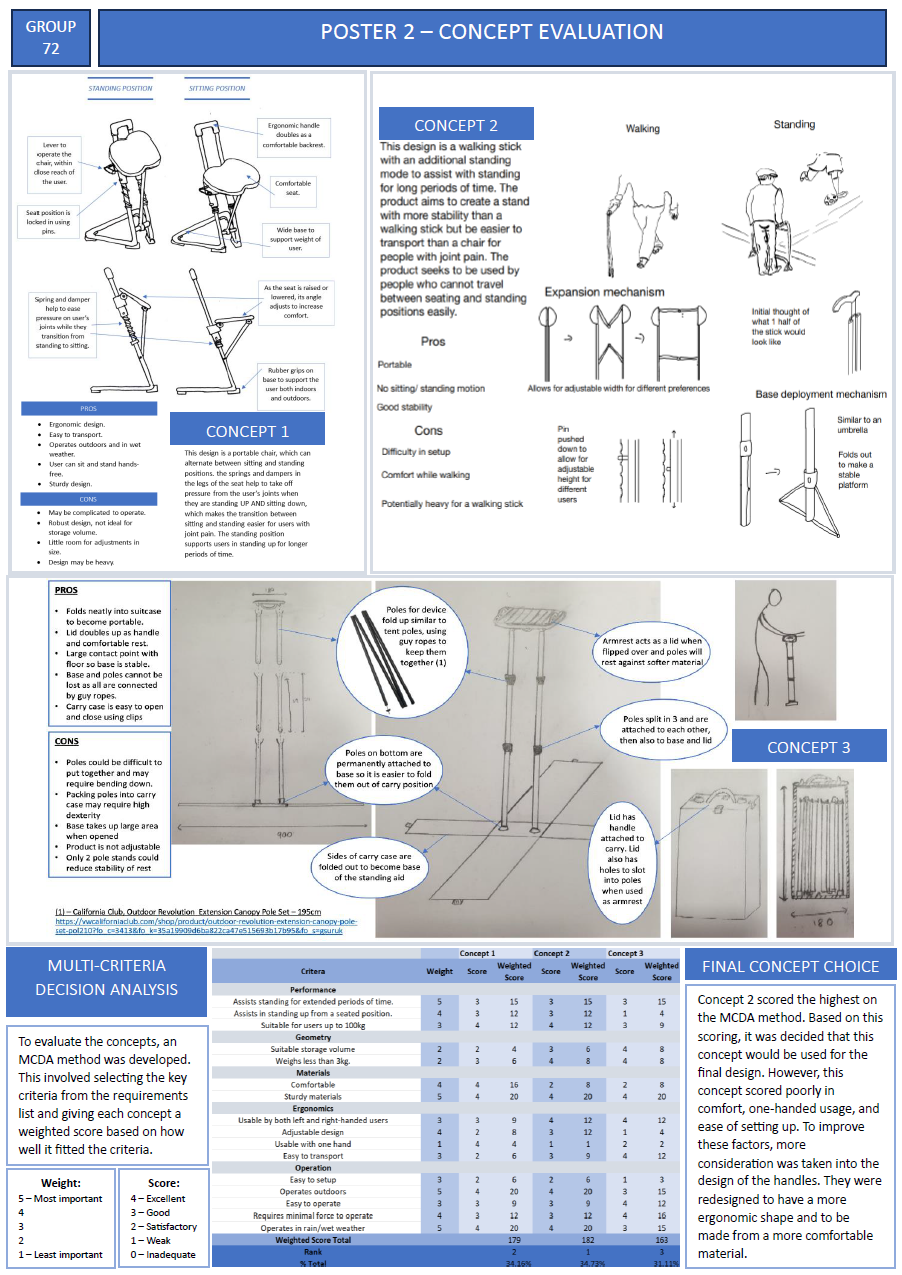 GROUP
72
POSTER 2 – CONCEPT EVALUATION
STANDING POSITION
SITTING POSITION
Lever to
operate the
chair, within
close reach of
the user.
Seat position is
locked in using
pins.
Ergonomic handle
doubles as a
comfortable backrest.
Comfortable
seat.
Wide base to
support weight of
user.
Spring and damper
help to ease
pressure on user's
joints while they
transition from
standing to sitting.
As the seat is raised or
lowered, its angle
adjusts to increase
comfort.
Rubber grips on
base to support the
user both indoors
and outdoors.
PROS
• Ergonomic design.
• Easy to transport.
• Operates outdoors and in wet
weather.
• User can sit and stand hands-
free.
• Sturdy design.
CONS
• May be complicated to operate.
• Robust design, not ideal for
storage volume.
• Little room for adjustments in
size.
• Design may be heavy.
CONCEPT 1
This design is a portable chair, which can
alternate between sitting and standing
positions. the springs and dampers in
the legs of the seat help to take off
pressure from the user's joints when
they are standing UP AND sitting down,
which makes the transition between
sitting and standing easier for users with
joint pain. The standing position
supports users in standing up for longer
periods of time.
CONCEPT 2
This design is a walking stick
with an additional standing
mode to assist with standing
for long periods of time. The
product aims to create a stand
with more stability than a
walking stick but be easier to
transport than a chair for
people with joint pain. The
product seeks to be used by
people who cannot travel
between seating and standing
positions easily.
Pros
Portable
No sitting/ standing motion
Good stability
Cons
Difficulty in setup
Comfort while walking
Potentially heavy for a walking stick
Walking
Standing
Expansion mechanism
Allows for adjustable width for different preferences
Initial thought of
what 1 half of
the stick would
look like
Pin
pushed
down to
allow for
adjustable
height for
different
users
Base deployment mechanism
Similar to an
umbrella
Folds out
to make a
stable
platform
PROS
• Folds neatly into suitcase
to become portable.
• Lid doubles up as handle
and comfortable rest.
• Large contact point with
floor so base is stable.
• Base and poles cannot be
lost as all are connected
by guy ropes.
• Carry case is easy to open
and close using clips
CONS
• Poles could be difficult to
put together and may
require bending down.
• Packing poles into carry
case may require high
dexterity
• Base takes up large area
when opened
• Product is not adjustable
• Only 2 pole stands could
reduce stability of rest
Poles for device
fold up similar to
tent poles, using
guy ropes to
keep them
together (1)
Armrest acts as a lid when
flipped over and poles will
rest against softer material
Poles split in 3 and are
attached to each other,
then also to base and lid
Poles on bottom are
permanently attached to
base so it is easier to fold
them out of carry position
Sides of carry case are
folded out to become base
of the standing aid
Lid has
handle
attached to
carry. Lid
also has
holes to slot
into poles
when used
as armrest
CONCEPT 3
900
180
(1) – California Club, Outdoor Revolution Extension Canopy Pole Set – 195cm
MULTI-CRITERIA
DECISION ANALYSIS
To evaluate the concepts, an
MCDA method was developed.
This involved selecting the key
criteria from the requirements
list and giving each concept a
weighted score based on how
well it fitted the criteria.
Weight:
5 – Most important
4
3
2
1 – Least important
Score:
4 – Excellent
3 – Good
2 – Satisfactory
1 – Weak
0 – Inadequate
Concept 1 Concept 2 Concept 3
Criteria Weight Score Weighted Score Score Weighted Score Score Weighted Score
Performance
Assists standing for extended periods of time. 5 3 15 3 15 3 15
Assists in standing up from a seated position. 4 3 12 3 12 1 4
Suitable for users up to 100kg 3 4 12 4 12 3 9
Geometry
Suitable storage volume 2 2 4 3 6 4 8
Weighs less than 3kg. 2 3 6 4 8 4 8
Materials
Comfortable 4 4 16 2 8 2 8
Sturdy materials 5 4 20 4 20 4 20
Ergonomics
Usable by both left and right-handed users 3 3 9 4 12 4 12
Adjustable design 4 2 8 3 12 1 4
Usable with one hand 1 4 4 1 1 2 2
Easy to transport 3 2 6 3 9 4 12
Operation
Easy to setup 3 2 6 2 6 1 3
Operates outdoors 5 4 20 4 20 3 15
Easy to operate 3 3 9 3 9 4 12
Requires minimal force to operate 4 3 12 3 12 4 16
Operates in rain/wet weather 5 4 20 4 20 3 15
Weighted Score Total 179 182 163
Rank 2 1 3
% Total 34.16% 34.73% 31.11%
FINAL CONCEPT CHOICE
Concept 2 scored the highest on
the MCDA method. Based on this
scoring, it was decided that this
concept would be used for the
final design. However, this
concept scored poorly in
comfort, one-handed usage, and
ease of setting up. To improve
these factors, more
consideration was taken into the
design of the handles. They were
redesigned to have a more
ergonomic shape and to be
made from a more comfortable
material.